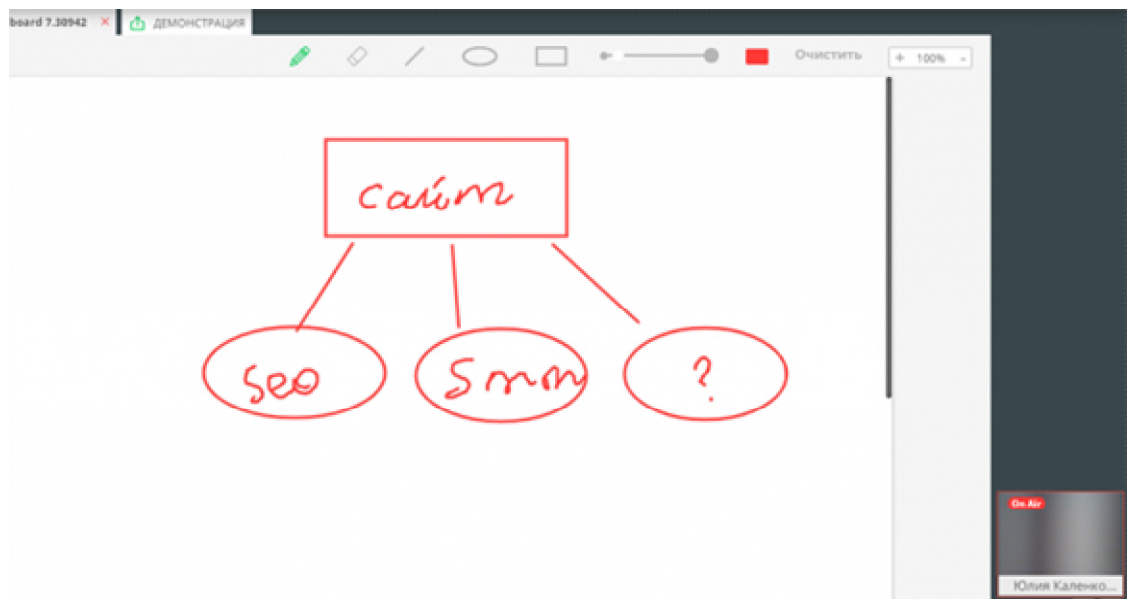 board 7.30942 × ДЕМОНСТРАЦИЯ
Очистить + 100% -
сайт
seo smm ?
On Air
Юлия Каленко...